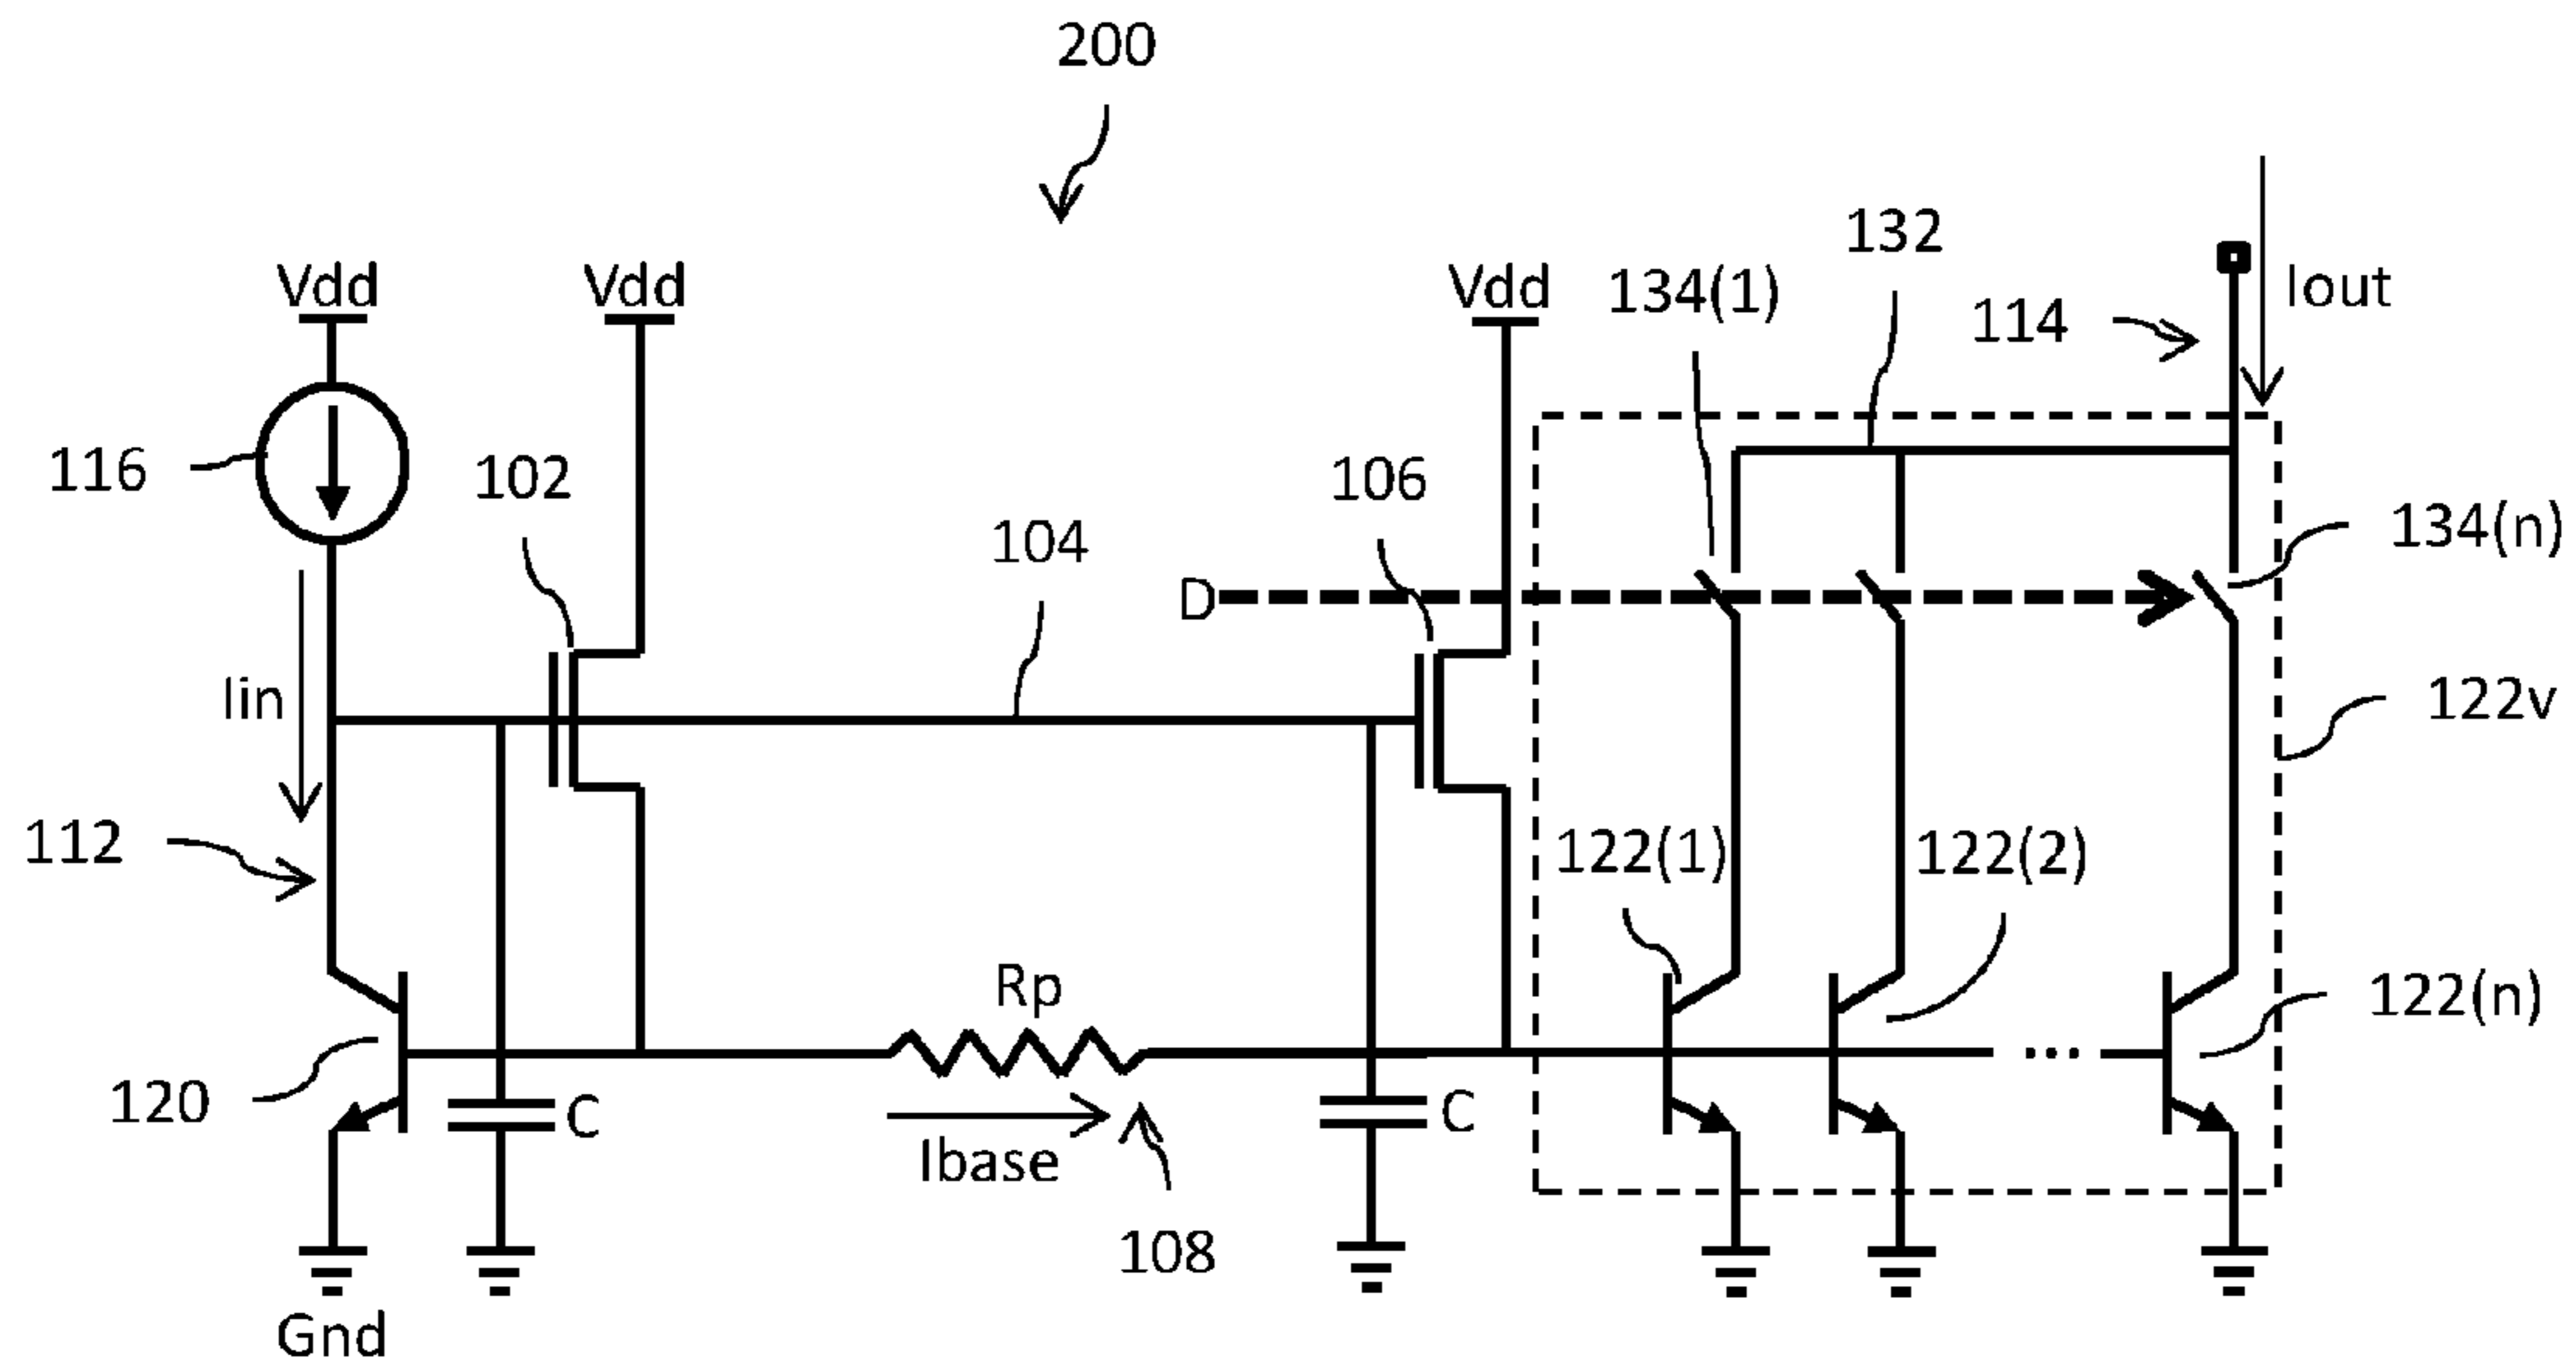 200
132
Vdd
Vdd
Vdd
134(1)
114
Iout
116
102
106
104
134(n)
D
Iin
122v
112
122(1)
122(2)
Rp
122(n)
120
C
C
Ibase
108
Gnd
...